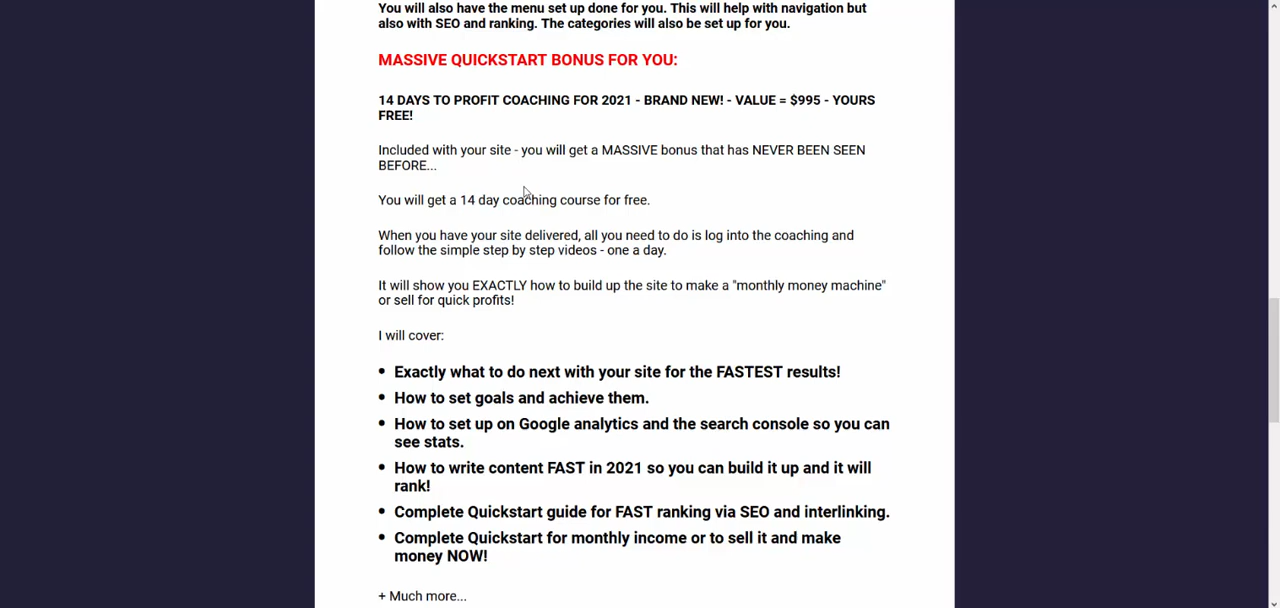 You will also have the menu set up done for you. This will help with navigation but
also with SEO and ranking. The categories will also be set up for you.
MASSIVE QUICKSTART BONUS FOR YOU:
14 DAYS TO PROFIT COACHING FOR 2021 - BRAND NEW! - VALUE = $995 - YOURS
FREE!
Included with your site - you will get a MASSIVE bonus that has NEVER BEEN SEEN
BEFORE...
You will get a 14 day coaching course for free.
When you have your site delivered, all you need to do is log into the coaching and
follow the simple step by step videos - one a day.
It will show you EXACTLY how to build up the site to make a "monthly money machine"
or sell for quick profits!
I will cover:
• Exactly what to do next with your site for the FASTEST results!
• How to set goals and achieve them.
• How to set up on Google analytics and the search console so you can
see stats.
• How to write content FAST in 2021 so you can build it up and it will
rank!
• Complete Quickstart guide for FAST ranking via SEO and interlinking.
• Complete Quickstart for monthly income or to sell it and make
money NOW!
+ Much more...